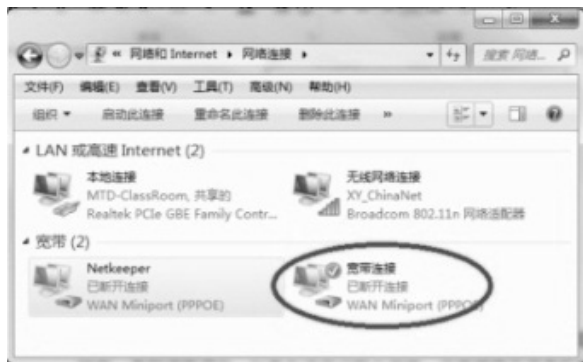 « 网络和 Internet ▸ 网络连接 ▸
搜索 网络...
文件(F) 编辑(E) 查看(V) 工具(T) 高级(N) 帮助(H)
组织 ▾ 启动此连接 重命名此连接 删除此连接 »
LAN 或高速 Internet (2)
本地连接
MTD-ClassRoom, 共享的
Realtek PCIe GBE Family Contr...
无线网络连接
XY_ChinaNet
Broadcom 802.11n 网络适配器
宽带 (2)
Netkeeper
已断开连接
WAN Miniport (PPPOE)
宽带连接
已断开连接
WAN Miniport (PPPOE)